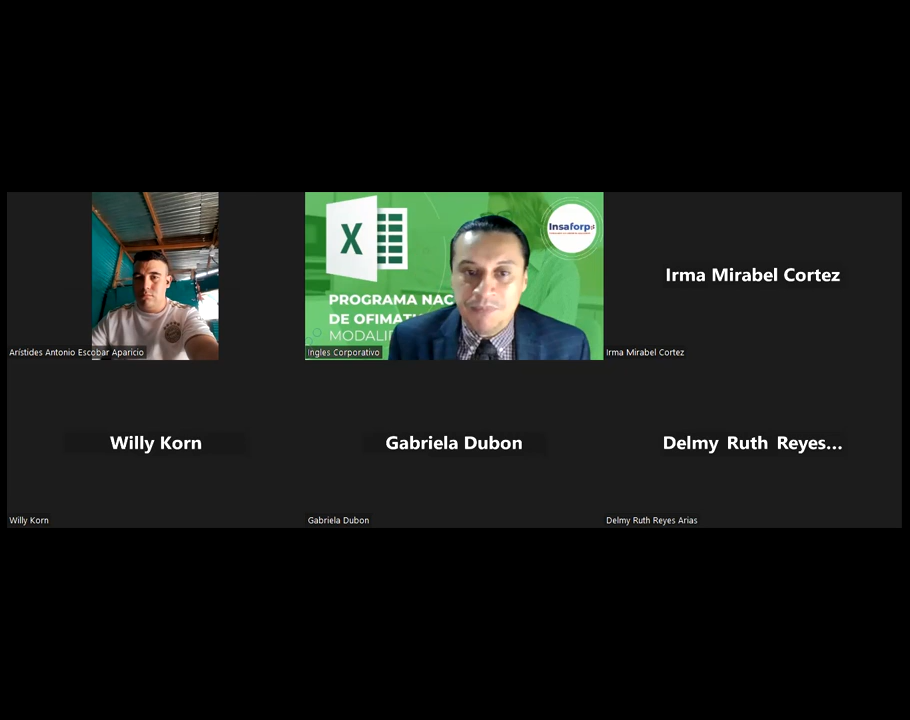 X
Insaforp
PROGRAMA NAC
DE OFIMATI
MODALI
Arístides Antonio Escobar Aparicio
Ingles Corporativo
Irma Mirabel Cortez
Irma Mirabel Cortez
Willy Korn
Gabriela Dubon
Delmy Ruth Reyes...
Willy Korn
Gabriela Dubon
Delmy Ruth Reyes Arias